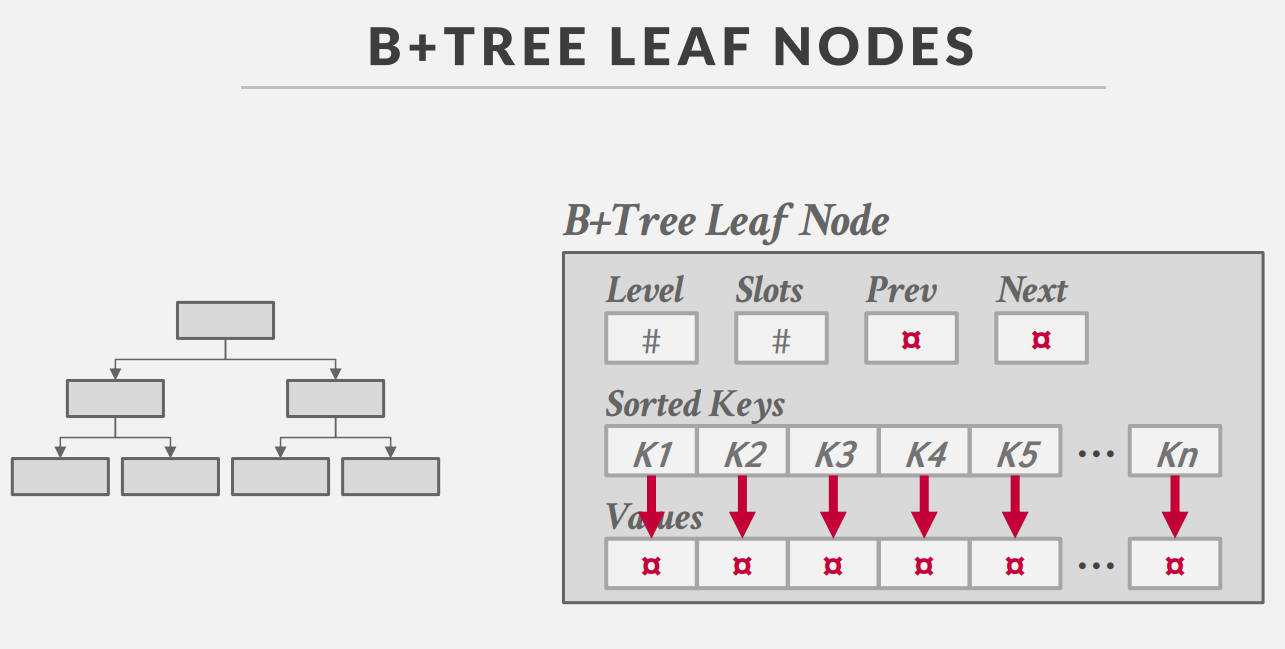 B+TREE LEAF NODES
B+Tree Leaf Node
Level Slots Prev Next
# # ¤ ¤
Sorted Keys
K1 K2 K3 K4 K5 ... Kn
Values
¤ ¤ ¤ ¤ ¤ ... ¤